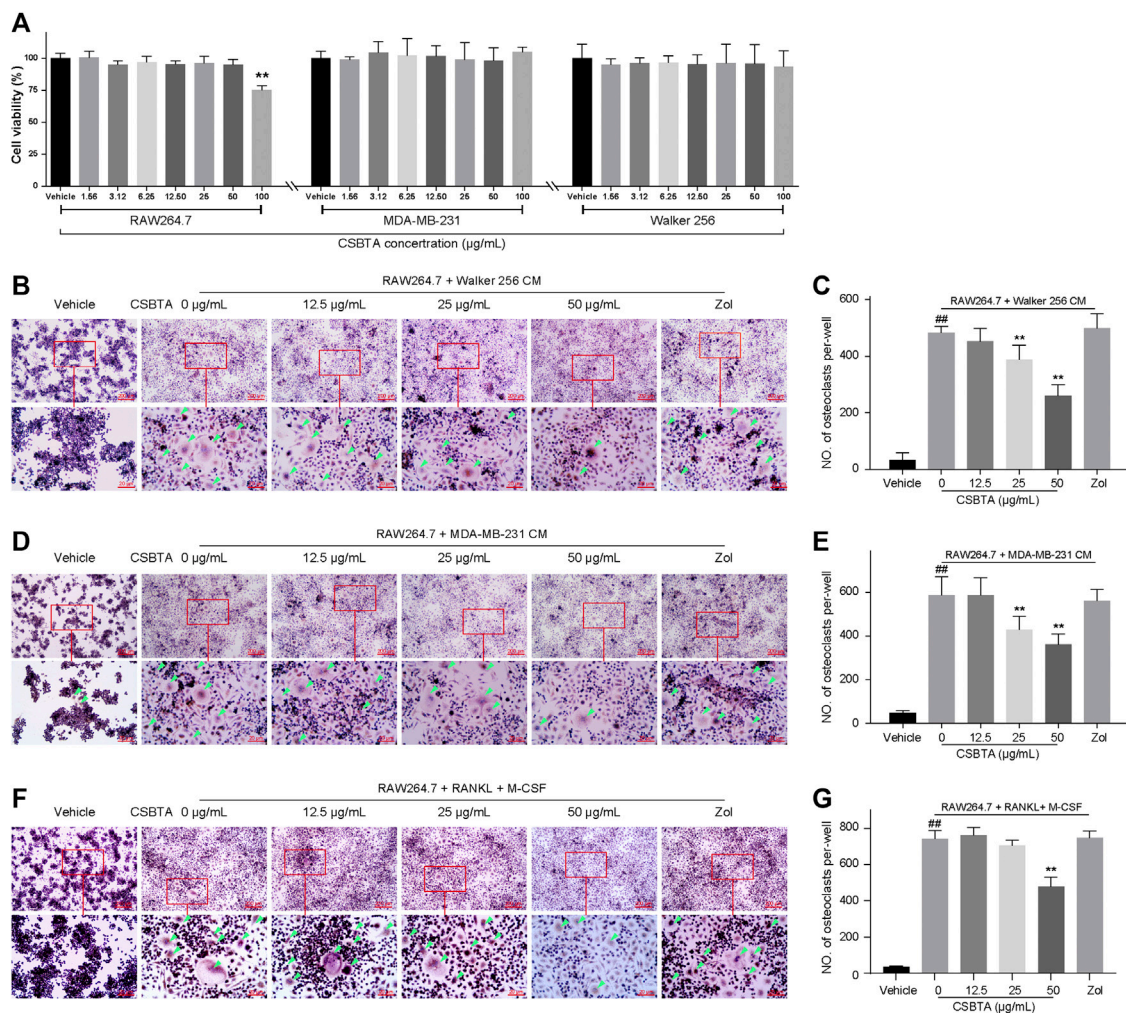 A
Cell viability (%)
150
100
75
25
0
**
Vehicle 1.56 3.12 6.25 12.50 25 60 100 Vehicle 1.56 3.12 6.25 12.50 25 60 100 Vehicle 1.56 3.12 6.25 12.50 25 60 100
RAW264.7 MDA-MB-231 Walker 256
CSBTA concertration (μg/mL)
B
RAW264.7 + Walker 256 CM
Vehicle CSBTA 0 μg/mL 12.5 μg/mL 25 μg/mL 50 μg/mL Zol
C
NO. of osteoclasts per-well
600
400
200
0
RAW264.7 + Walker 256 CM
## ** **
Vehicle 0 12.5 25 50 Zol
CSBTA (μg/mL)
D
RAW264.7 + MDA-MB-231 CM
Vehicle CSBTA 0 μg/mL 12.5 μg/mL 25 μg/mL 50 μg/mL Zol
E
NO. of osteoclasts per-well
600
400
200
0
RAW264.7 + MDA-MB-231 CM
## ** **
Vehicle 0 12.5 25 50 Zol
CSBTA (μg/mL)
F
RAW264.7 + RANKL + M-CSF
Vehicle CSBTA 0 μg/mL 12.5 μg/mL 25 μg/mL 50 μg/mL Zol
G
NO. of osteoclasts per-well
800
600
400
200
0
RAW264.7 + RANKL+ M-CSF
## **
Vehicle 0 12.5 25 50 Zol
CSBTA (μg/mL)